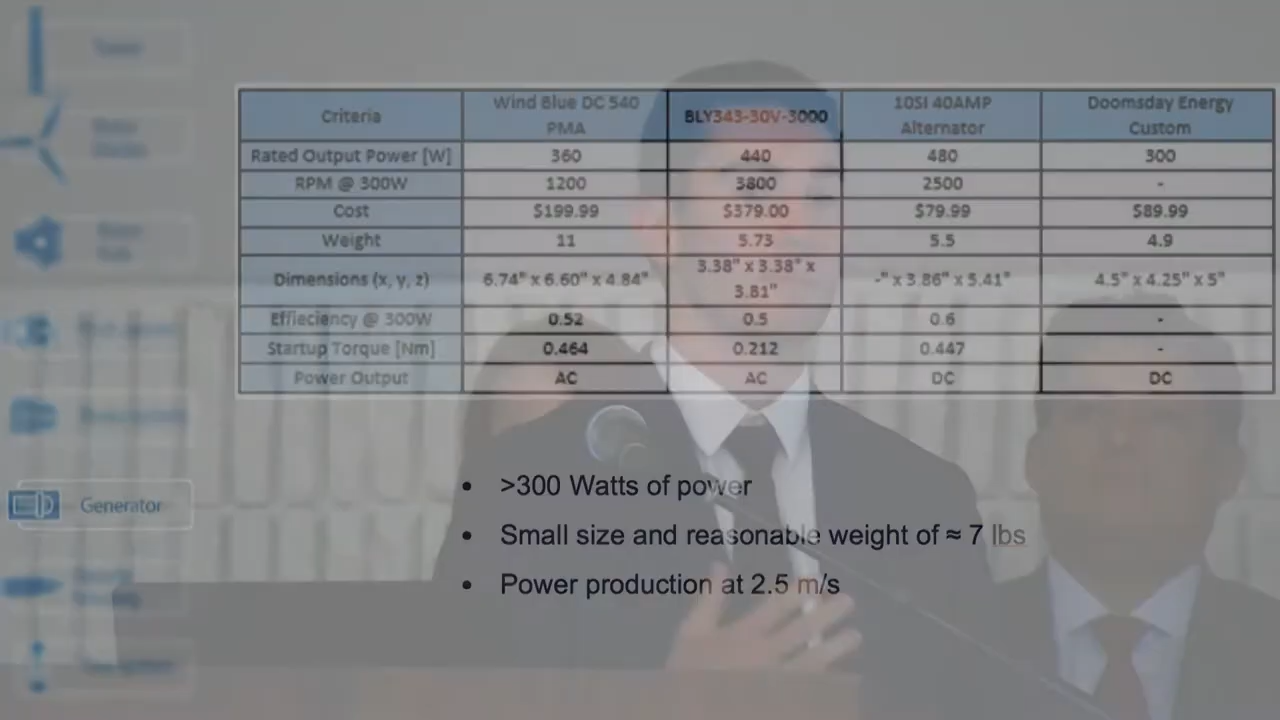 Criteria
Wind Blue DC 540
PMA
BLY343-30V-3000
10SI 40AMP
Alternator
Doomsday Energy
Custom
Rated Output Power [W] 360 440 480 300
RPM @ 300W 1200 3800 2500 -
Cost $199.99 $379.00 $79.99 $89.99
Weight 11 5.73 5.5 4.9
Dimensions (x, y, z) 6.74" x 6.60" x 4.84" 3.38" x 3.38" x
3.81"
-" x 3.86" x 5.41" 4.5" x 4.25" x 5"
Effieciency @ 300W 0.52 0.5 0.6 -
Startup Torque [Nm] 0.464 0.212 0.447 -
Power Output AC AC DC DC
• >300 Watts of power
• Small size and reasonable weight of ≈ 7 lbs
Generator
• Power production at 2.5 m/s